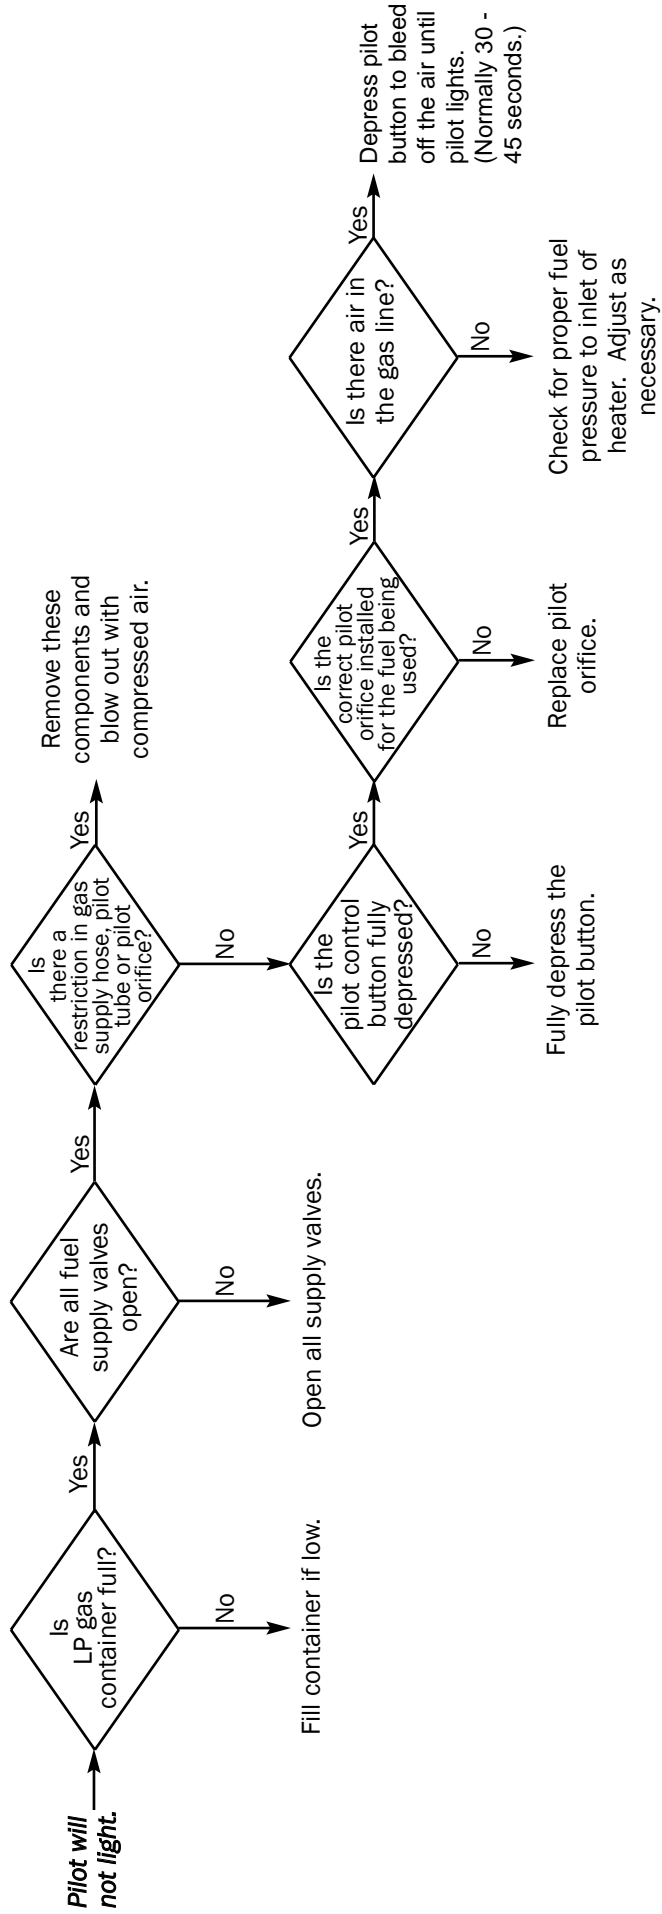 Pilot will
not light.
Is
LP gas
container full?
Yes
No
Fill container if low.
Are all fuel
supply valves
open?
Yes
No
Open all supply valves.
Is
there a
restriction in gas
supply hose, pilot
tube or pilot
orifice?
Yes
Remove these
components and
blow out with
compressed air.
No
Is the
pilot control
button fully
depressed?
Yes
No
Fully depress the
pilot button.
Is the
correct pilot
orifice installed
for the fuel being
used?
Yes
No
Replace pilot
orifice.
Is there air in
the gas line?
Yes
Depress pilot
button to bleed
off the air until
pilot lights.
(Normally 30 -
45 seconds.)
No
Check for proper fuel
pressure to inlet of
heater. Adjust as
necessary.